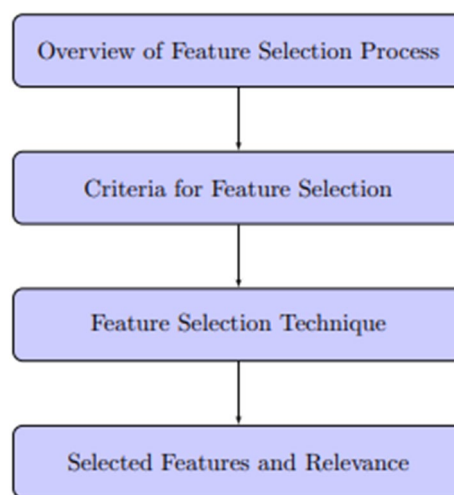 Overview of Feature Selection Process
Criteria for Feature Selection
Feature Selection Technique
Selected Features and Relevance